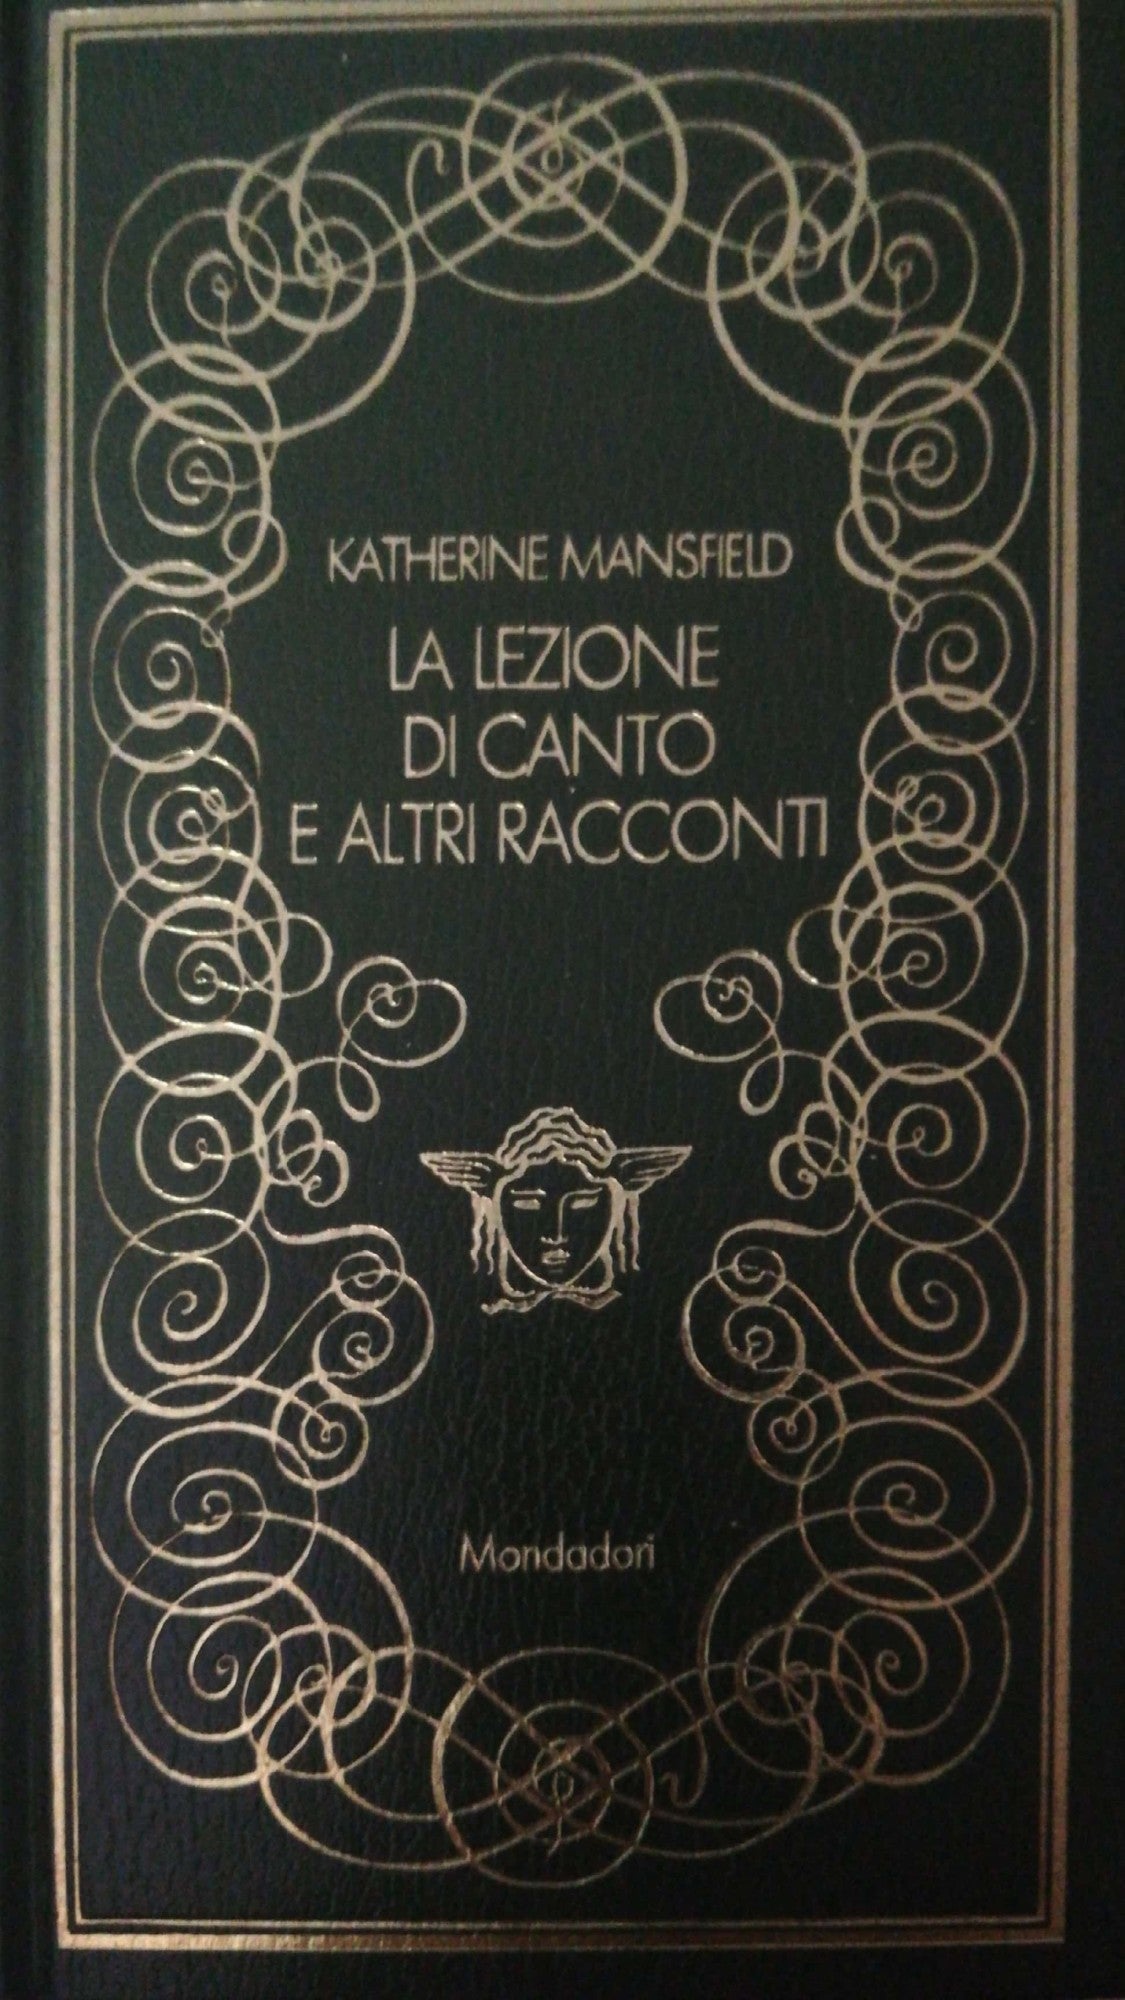 KATHERINE MANSFIELD
LA LEZIONE
DI CANTO
E ALTRI RACCONTI
Mondadori